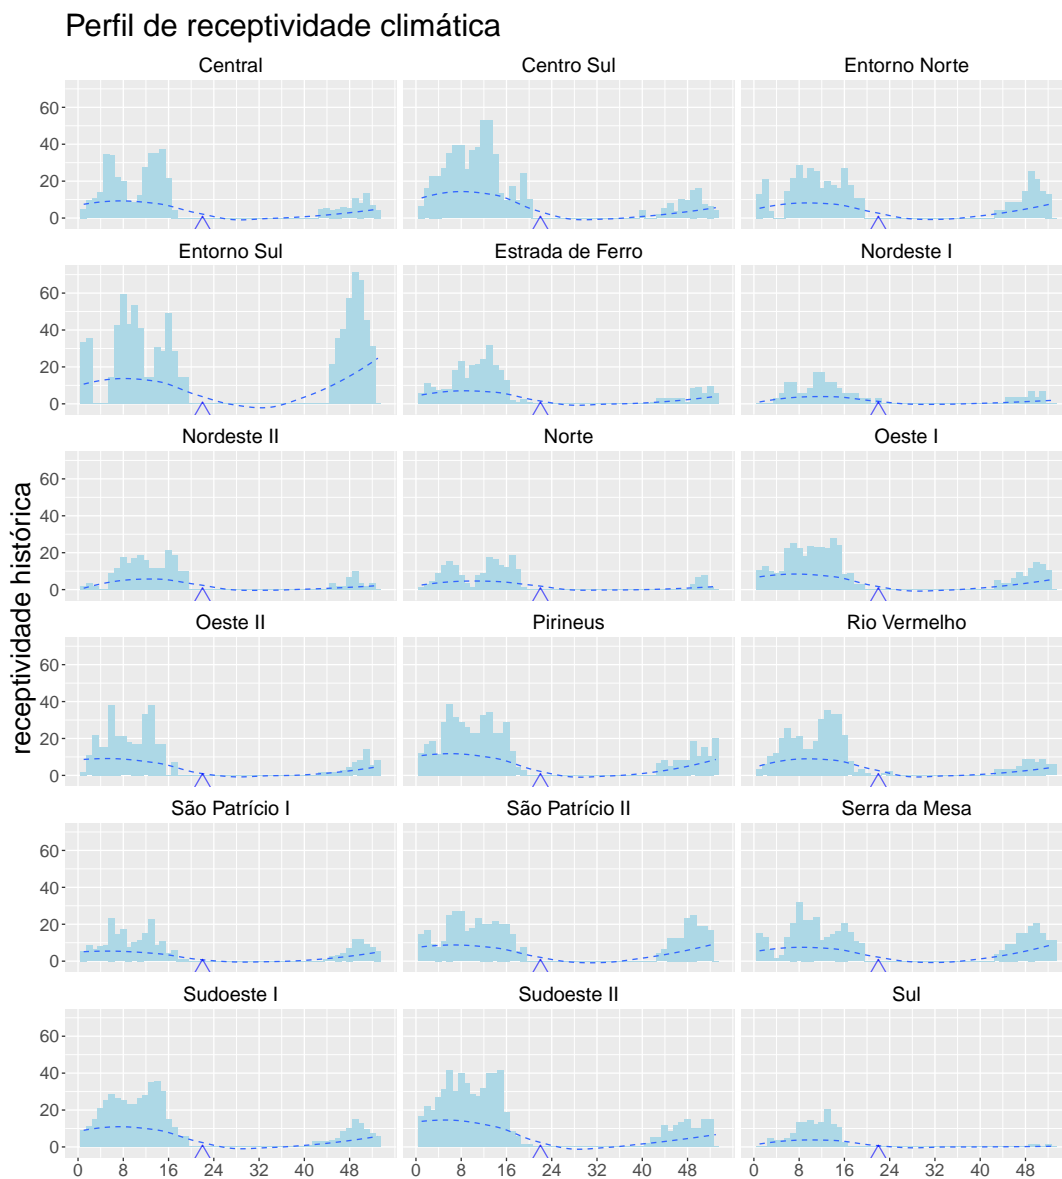 Perfil de receptividade climática
Central Centro Sul Entorno Norte
60
40
20
0
Entorno Sul Estrada de Ferro Nordeste I
60
40
20
0
Nordeste II Norte Oeste I
60
40
20
0
receptividade histórica
Oeste II Pirineus Rio Vermelho
60
40
20
0
São Patrício I São Patrício II Serra da Mesa
60
40
20
0
Sudoeste I Sudoeste II Sul
60
40
20
0
0 8 16 24 32 40 48 0 8 16 24 32 40 48 0 8 16 24 32 40 48